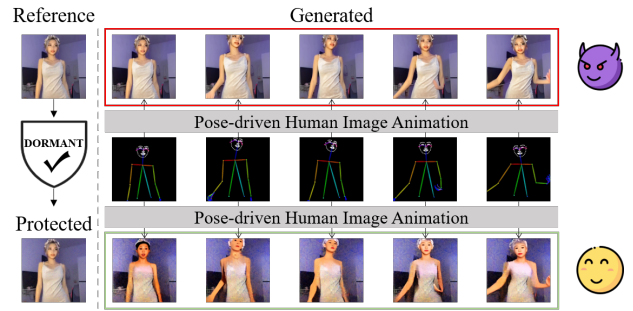 Reference
Generated
Pose-driven Human Image Animation
DORMANT
Pose-driven Human Image Animation
Protected